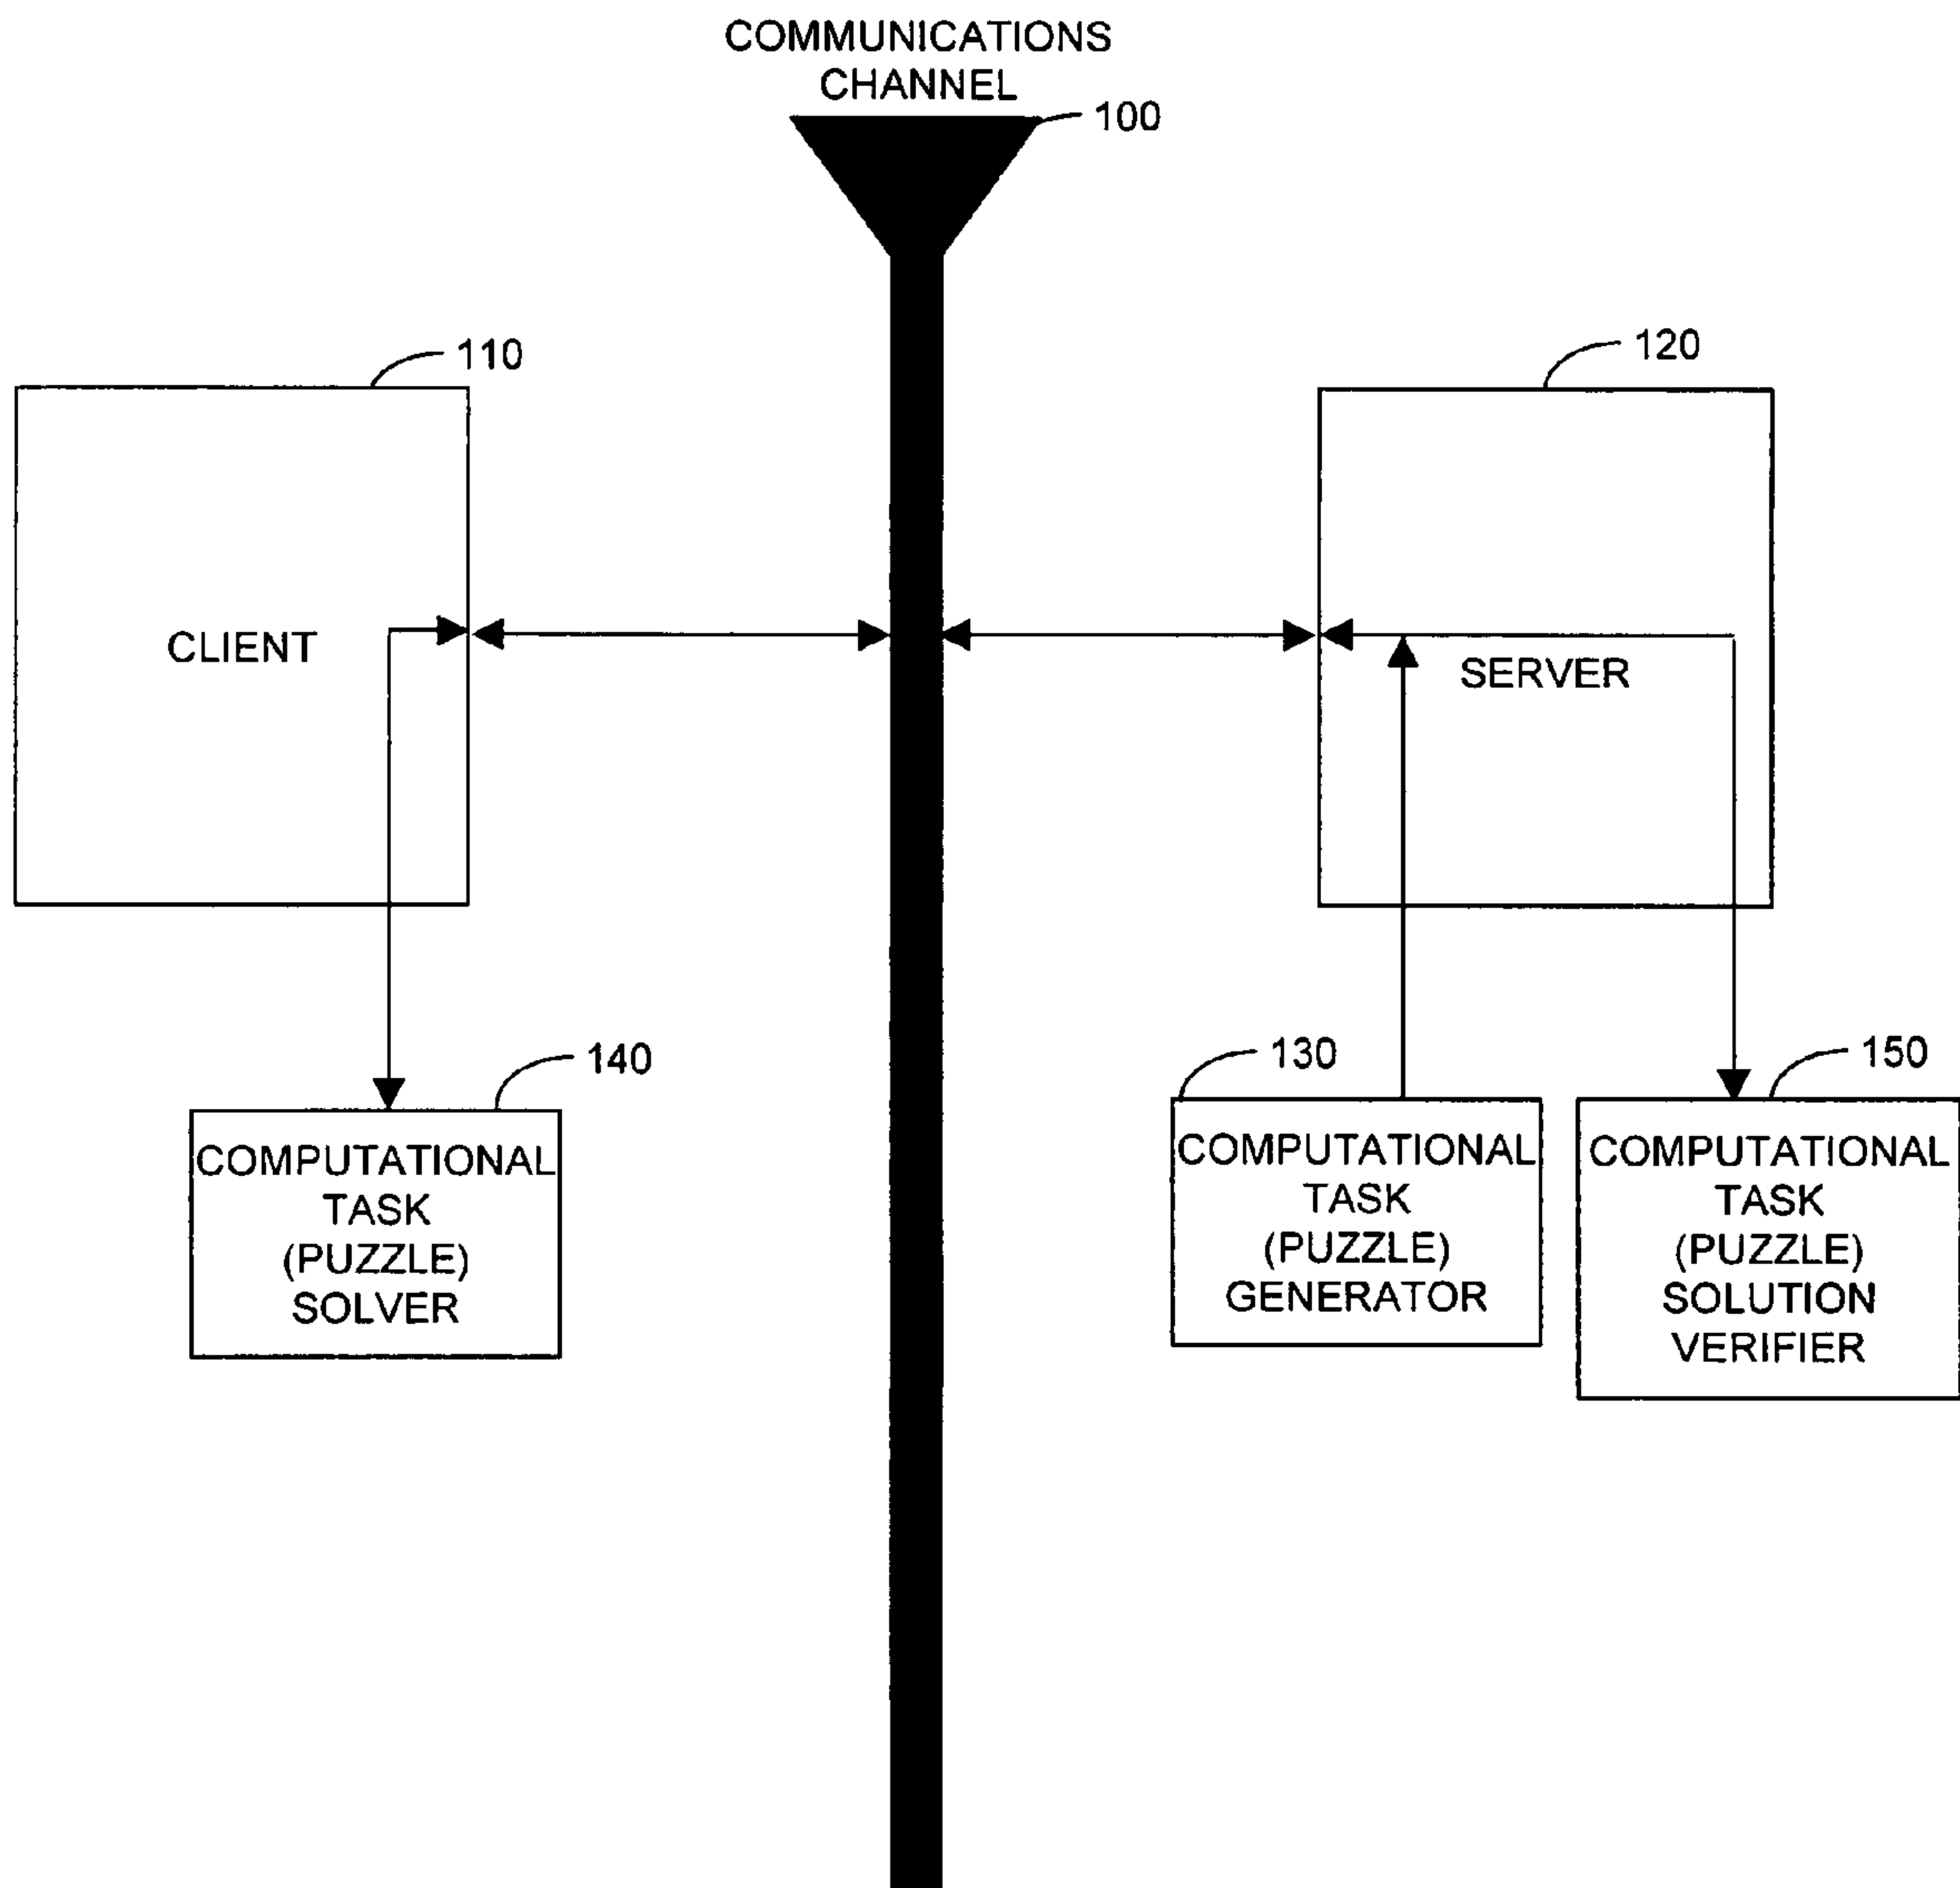 COMMUNICATIONS
CHANNEL
100
110
120
CLIENT
SERVER
140
130
150
COMPUTATIONAL
TASK
(PUZZLE)
SOLVER
COMPUTATIONAL
TASK
(PUZZLE)
GENERATOR
COMPUTATIONAL
TASK
(PUZZLE)
SOLUTION
VERIFIER